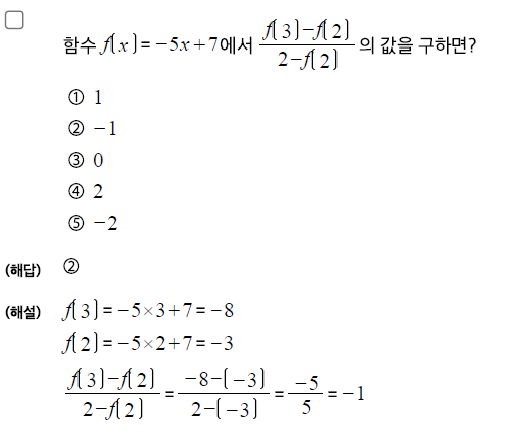 함수 f(x)=−5x+7에서 (f(3)−f(2))/(2−f(2)) 의 값을 구하면?
① 1
② −1
③ 0
④ 2
⑤ −2
(해답) ②
(해설) f(3)=−5×3+7=−8
f(2)=−5×2+7=−3
(f(3)−f(2))/(2−f(2)) = (−8−(−3))/(2−(−3)) = −5/5 = −1